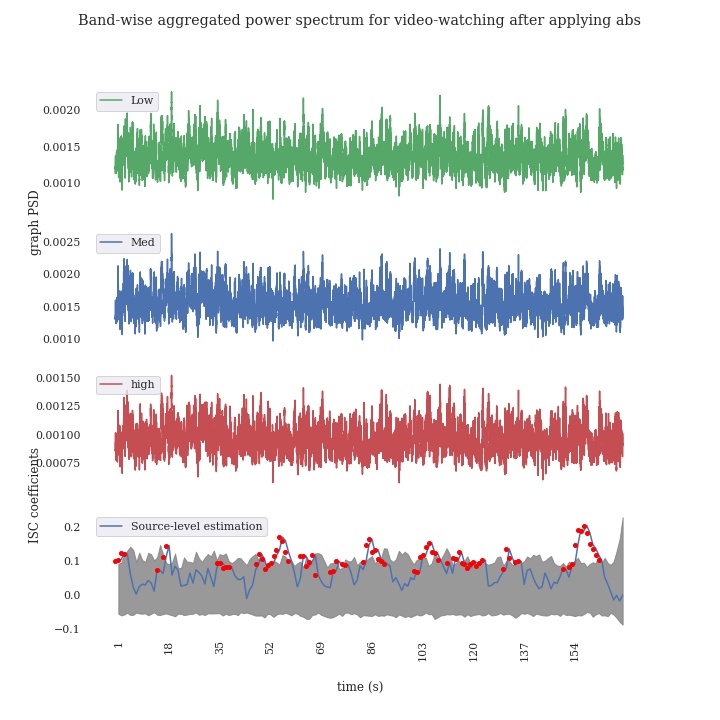 Band-wise aggregated power spectrum for video-watching after applying abs
Low
0.0020
0.0015
0.0010
graph PSD
Med
0.0025
0.0020
0.0015
0.0010
high
0.00150
0.00125
0.00100
0.00075
ISC coefficients
Source-level estimation
0.2
0.1
0.0
−0.1
1 18 35 52 69 86 103 120 137 154
time (s)